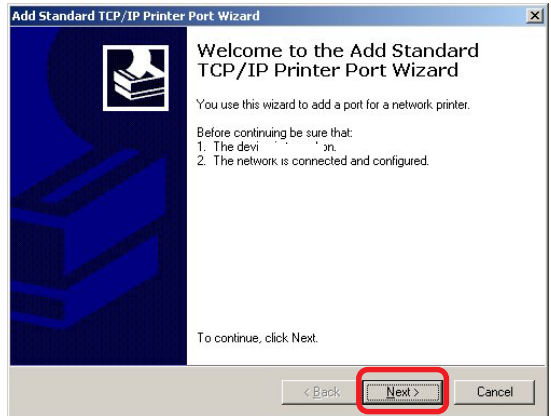 Add Standard TCP/IP Printer Port Wizard
Welcome to the Add Standard
TCP/IP Printer Port Wizard
You use this wizard to add a port for a network printer.
Before continuing be sure that:
1. The
2. The network is connected and configured.
To continue, click Next.
< Back
Next >
Cancel